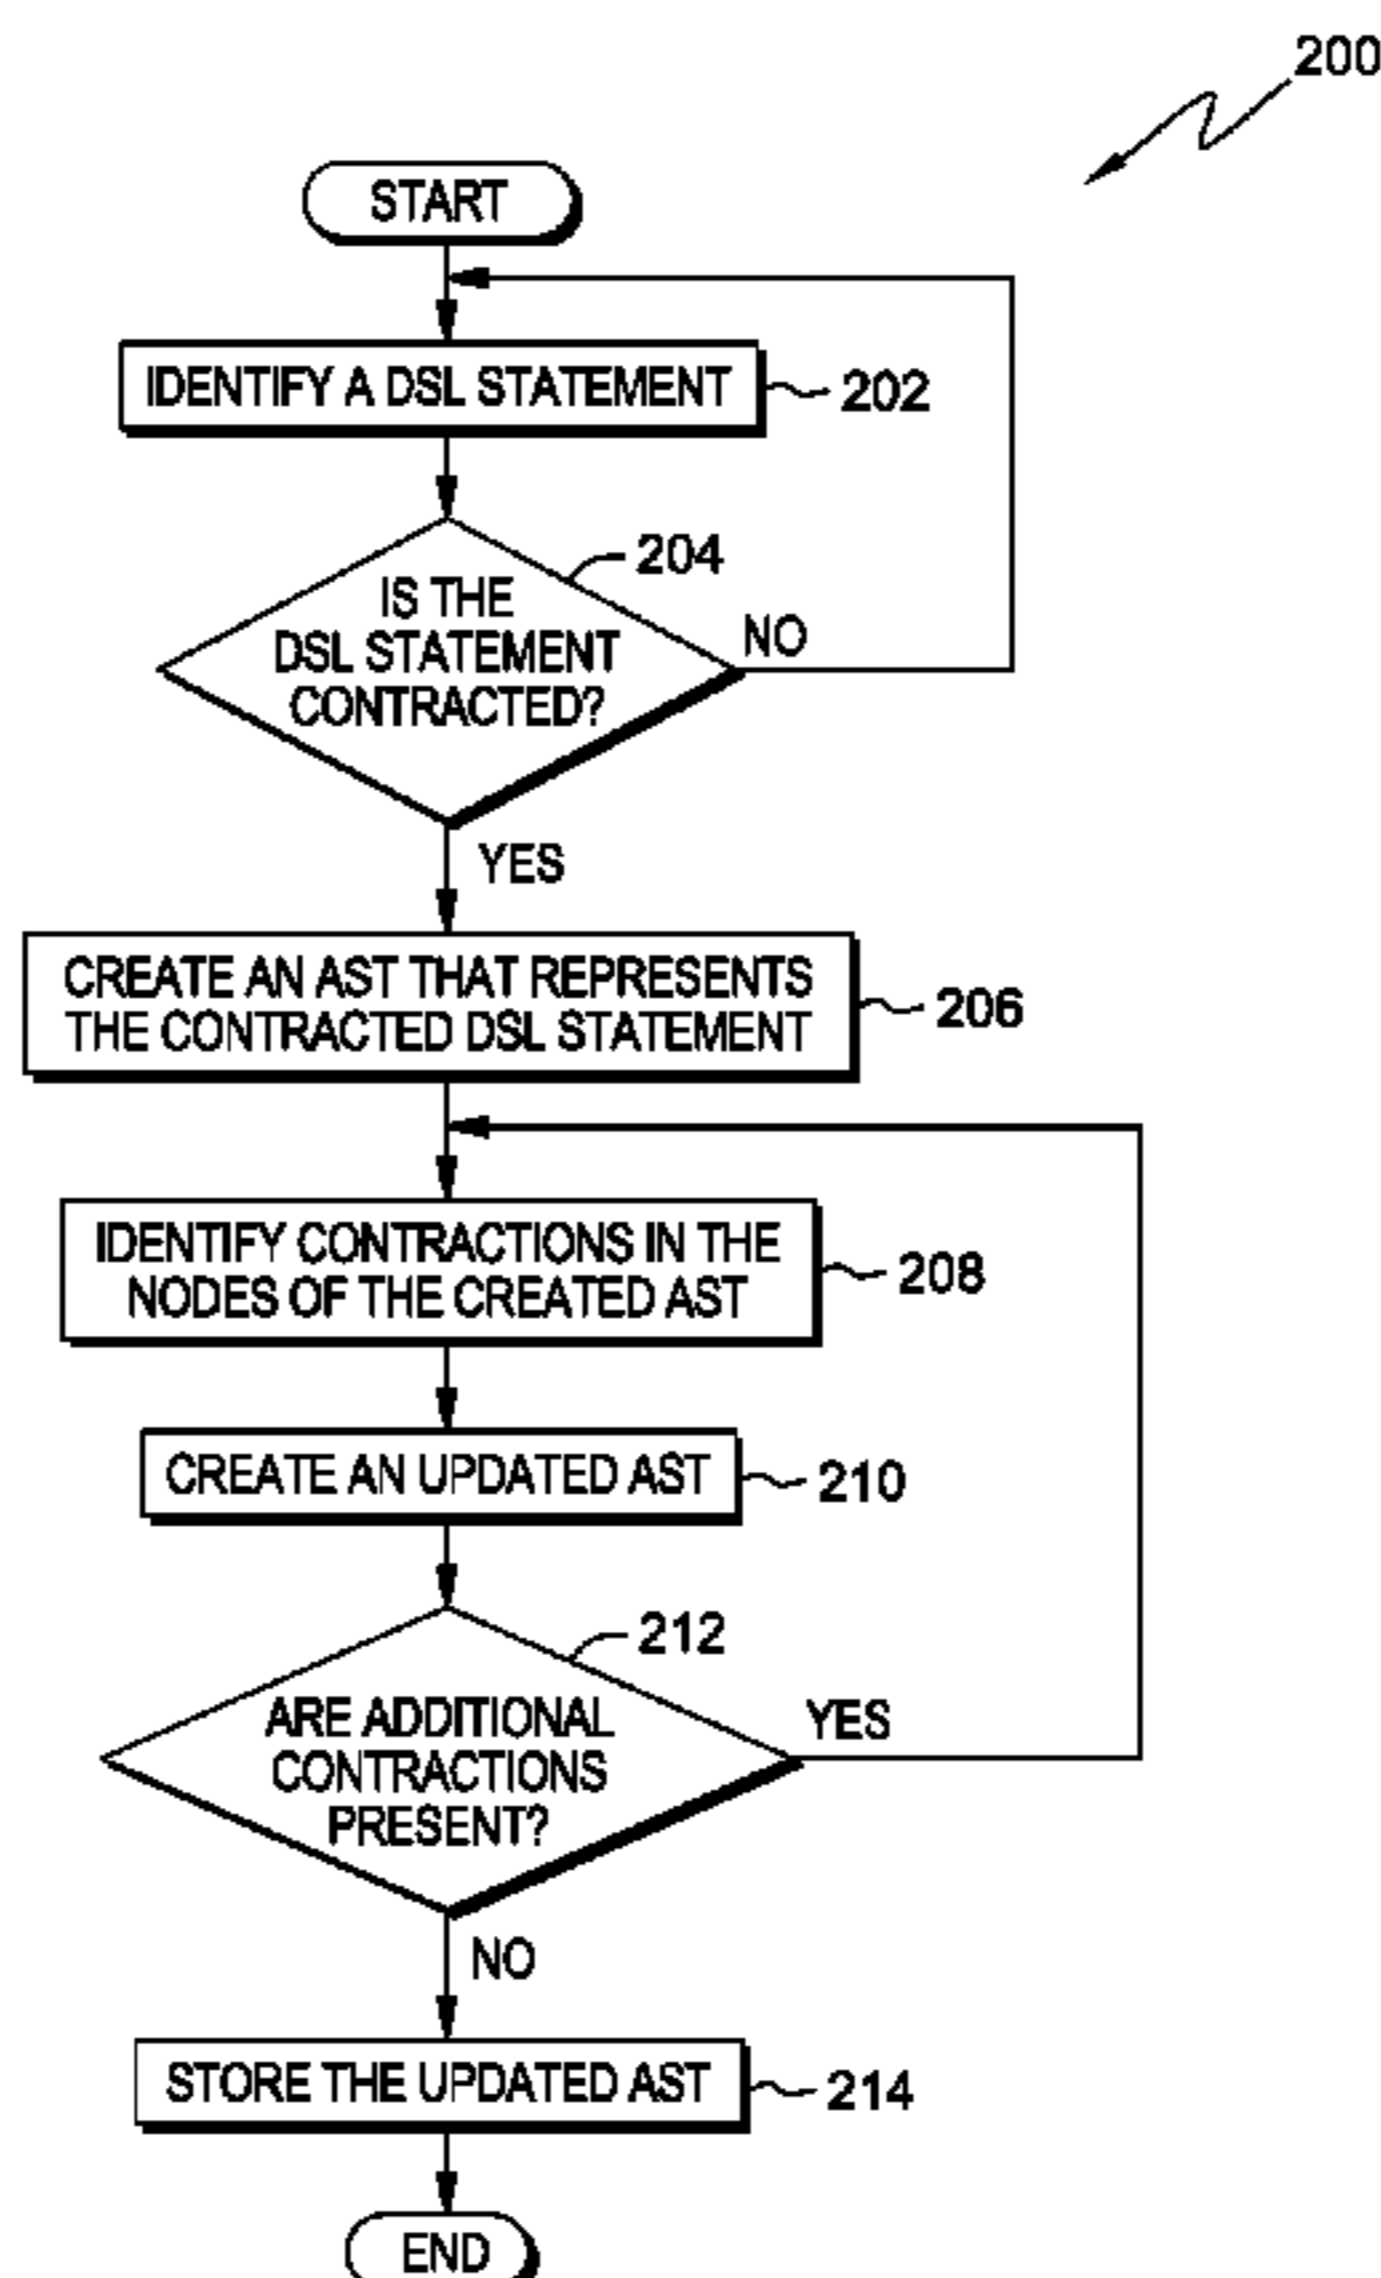 200
START
IDENTIFY A DSL STATEMENT
202
204
IS THE
DSL STATEMENT
CONTRACTED?
NO
YES
CREATE AN AST THAT REPRESENTS
THE CONTRACTED DSL STATEMENT
206
IDENTIFY CONTRACTIONS IN THE
NODES OF THE CREATED AST
208
CREATE AN UPDATED AST
210
212
ARE ADDITIONAL
CONTRACTIONS
PRESENT?
YES
NO
STORE THE UPDATED AST
214
END